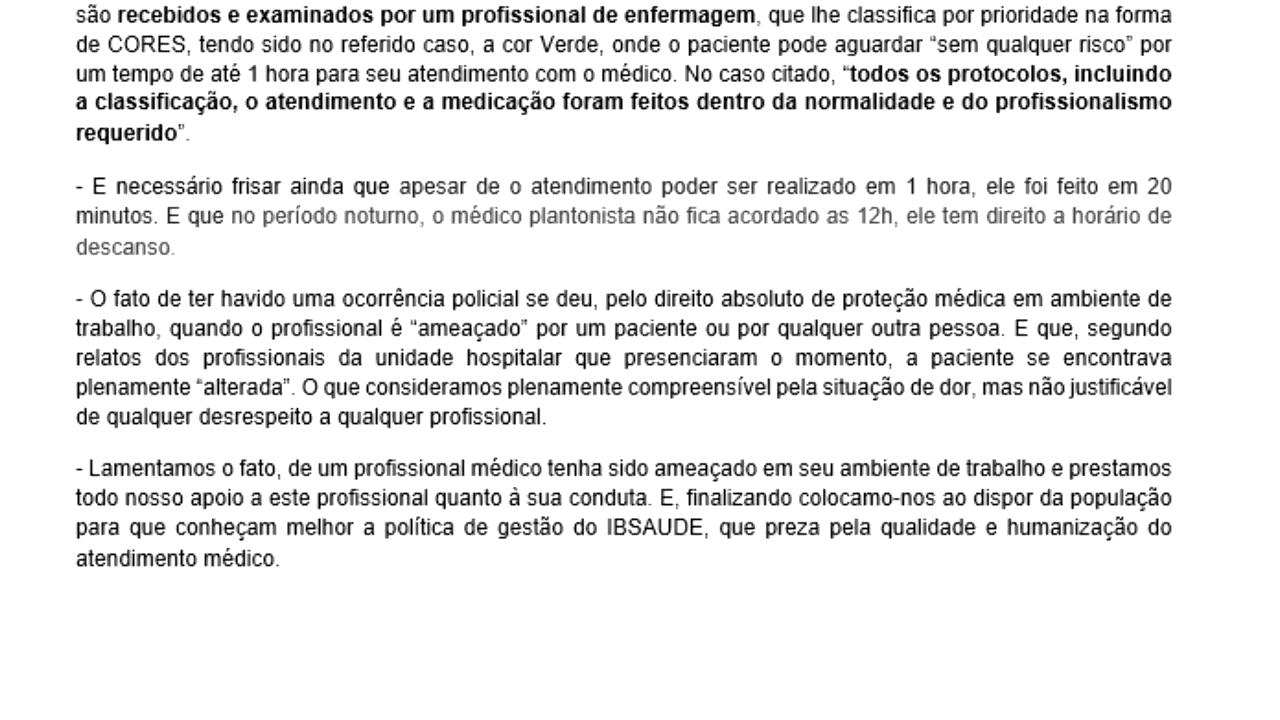 são recebidos e examinados por um profissional de enfermagem, que lhe classifica por prioridade na forma
de CORES, tendo sido no referido caso, a cor Verde, onde o paciente pode aguardar “sem qualquer risco” por
um tempo de até 1 hora para seu atendimento com o médico. No caso citado, “todos os protocolos, incluindo
a classificação, o atendimento e a medicação foram feitos dentro da normalidade e do profissionalismo
requerido”.
- E necessário frisar ainda que apesar de o atendimento poder ser realizado em 1 hora, ele foi feito em 20
minutos. E que no período noturno, o médico plantonista não fica acordado as 12h, ele tem direito a horário de
descanso.
- O fato de ter havido uma ocorrência policial se deu, pelo direito absoluto de proteção médica em ambiente de
trabalho, quando o profissional é “ameaçado” por um paciente ou por qualquer outra pessoa. E que, segundo
relatos dos profissionais da unidade hospitalar que presenciaram o momento, a paciente se encontrava
plenamente “alterada”. O que consideramos plenamente compreensível pela situação de dor, mas não justificável
de qualquer desrespeito a qualquer profissional.
- Lamentamos o fato, de um profissional médico tenha sido ameaçado em seu ambiente de trabalho e prestamos
todo nosso apoio a este profissional quanto à sua conduta. E, finalizando colocamo-nos ao dispor da população
para que conheçam melhor a política de gestão do IBSAUDE, que preza pela qualidade e humanização do
atendimento médico.